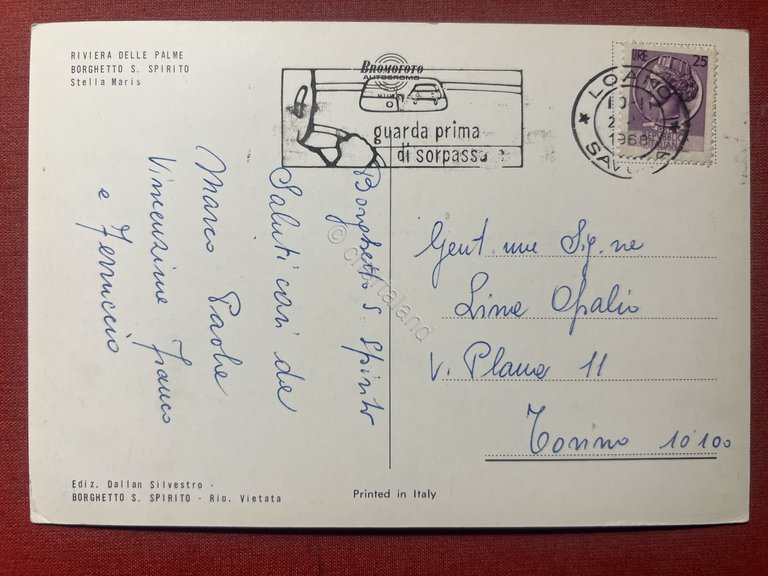 RIVIERA DELLE PALME
BORGHETTO S. SPIRITO
Stella Maris
BROMOFOTO
AUTODROMO
guarda prima
di sorpasso
LOANO
1968
SAVONA
LIRE 25
ITALIANA
Borghetto S. Spirito
Saluti cari da
Marco Paola
Vincenzina Franco
e Ferruccio
Gent.me Sig.ne
Lina Opalio
V. Plana 11
Torino 10100
© cartaland
Ediz. Dallan Silvestro -
BORGHETTO S. SPIRITO - Rip. Vietata
Printed in Italy